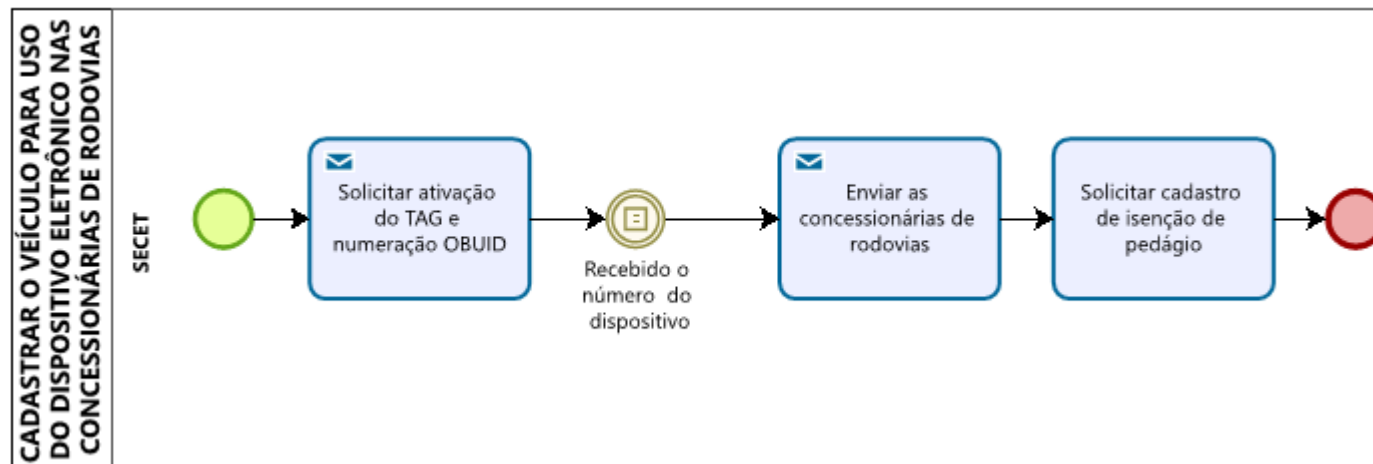 CADASTRAR O VEÍCULO PARA USO
DO DISPOSITIVO ELETRÔNICO NAS
CONCESSIONÁRIAS DE RODOVIAS
SECET
Solicitar ativação
do TAG e
numeração OBUID
Recebido o
número do
dispositivo
Enviar as
concessionárias de
rodovias
Solicitar cadastro
de isenção de
pedágio